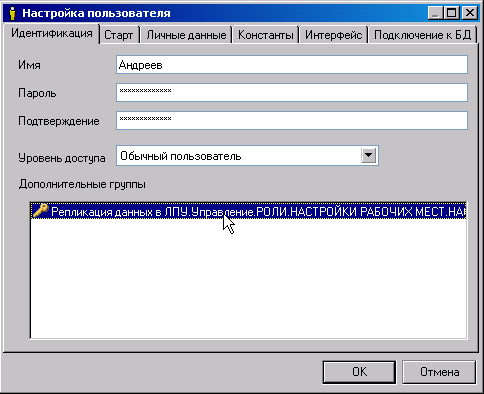 Настройка пользователя
Идентификация Старт Личные данные Константы Интерфейс Подключение к БД
Имя Андреев
Пароль *************
Подтверждение *************
Уровень доступа Обычный пользователь
Дополнительные группы
Репликация данных в ЛПУ.Управление.РОЛИ.НАСТРОЙКИ РАБОЧИХ МЕСТ.НА
OK Отмена